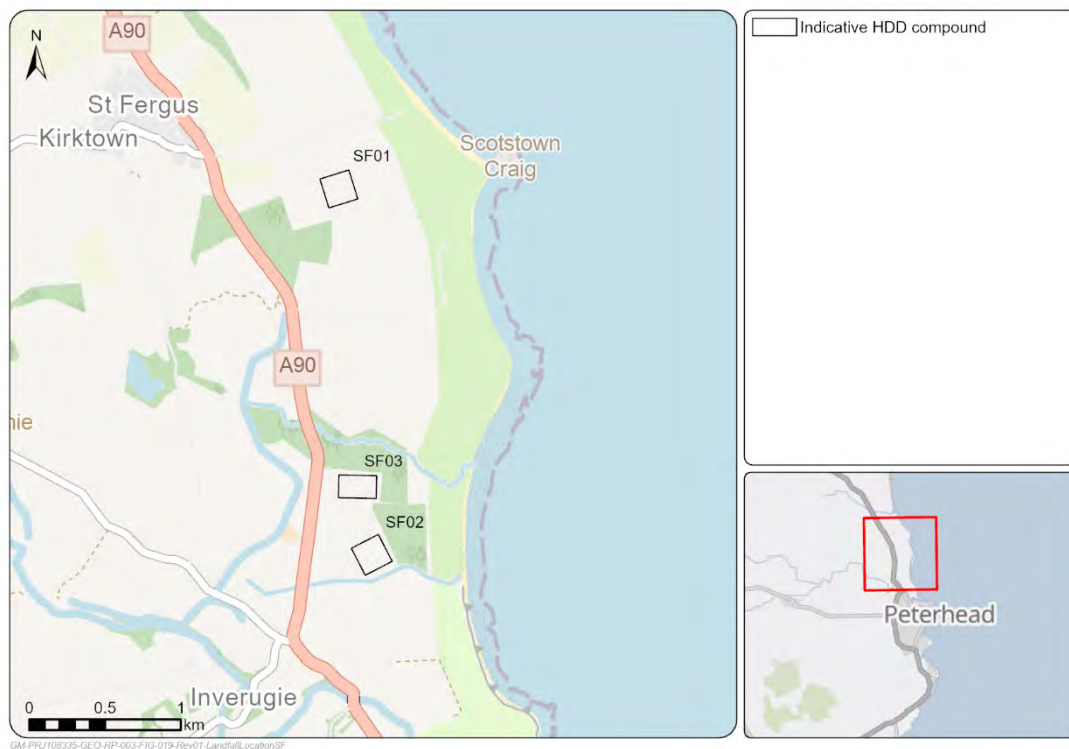 N
A90
St Fergus
Kirktown
SF01
Scotstown
Craig
A90
nie
SF03
SF02
Inverugie
0 0.5 1
km
GM-PRJ108335-GEO-RP-003-FIG-019-Rev01-LandfallLocationSF
Indicative HDD compound
Peterhead